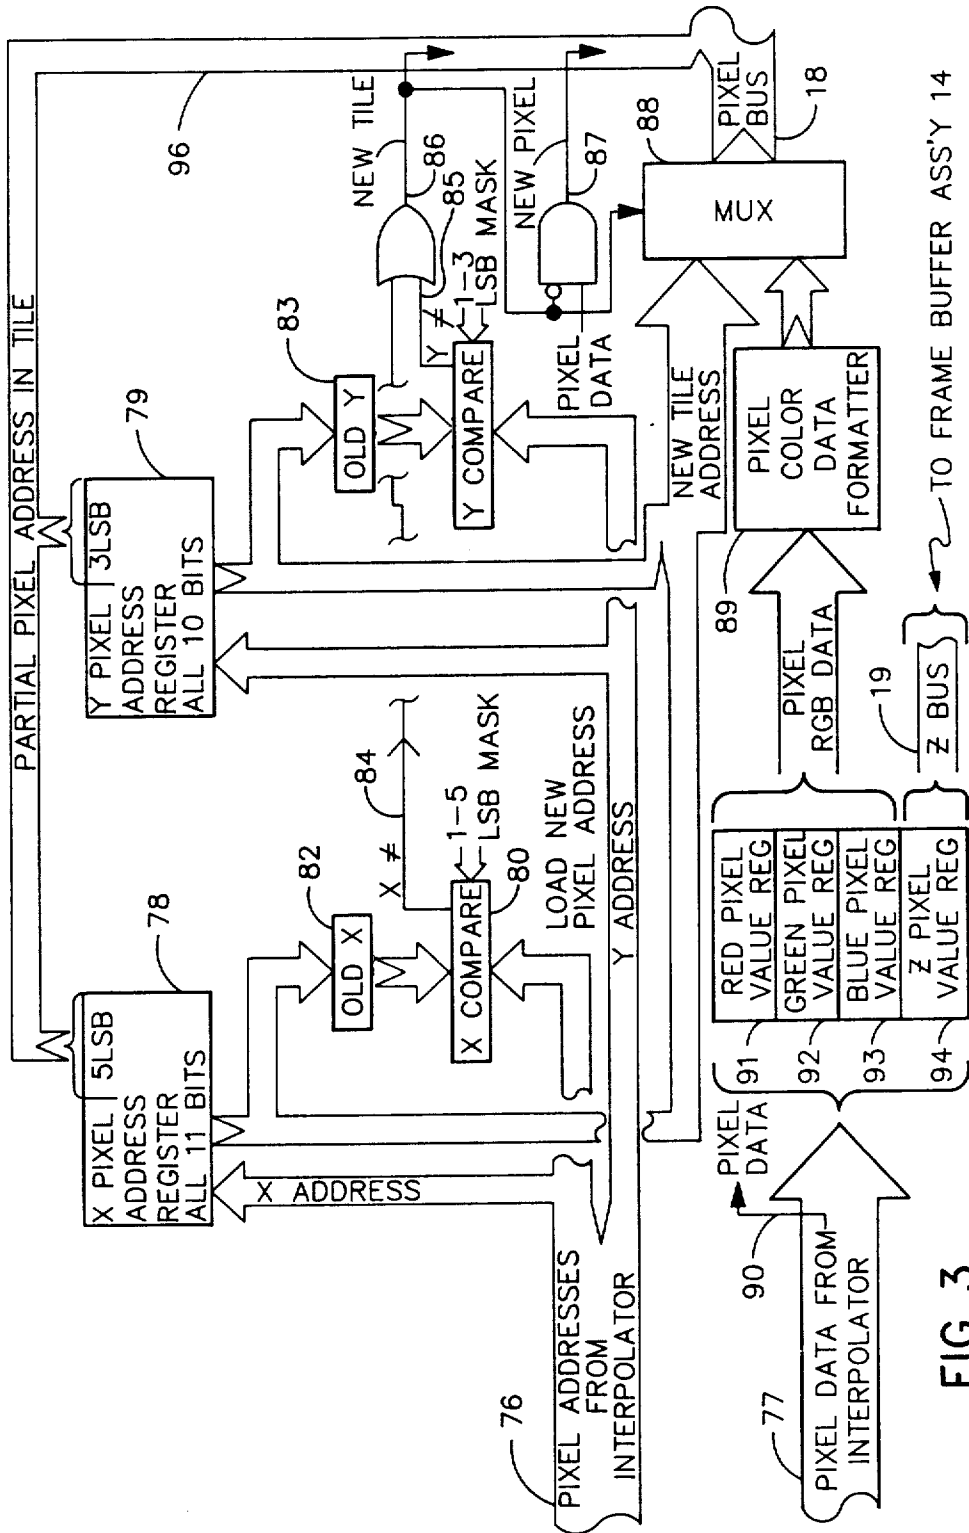 PARTIAL PIXEL ADDRESS IN TILE
96
78
79
X PIXEL 5LSB
ADDRESS
REGISTER
ALL 11 BITS
Y PIXEL 3LSB
ADDRESS
REGISTER
ALL 10 BITS
X ADDRESS
82
OLD X
83
OLD Y
84
X ≠
X COMPARE
1-5
LSB MASK
80
Y ≠
Y COMPARE
1-3
LSB MASK
85
86
NEW TILE
NEW PIXEL
87
PIXEL
DATA
76
PIXEL ADDRESSES
FROM
INTERPOLATOR
LOAD NEW
PIXEL ADDRESS
Y ADDRESS
NEW TILE
ADDRESS
MUX
88
PIXEL
BUS
18
77
PIXEL DATA FROM
INTERPOLATOR
90
PIXEL
DATA
91
RED PIXEL
VALUE REG
92
GREEN PIXEL
VALUE REG
93
BLUE PIXEL
VALUE REG
94
Z PIXEL
VALUE REG
PIXEL
RGB DATA
89
PIXEL
COLOR
DATA
FORMATTER
19
Z BUS
TO FRAME BUFFER ASS'Y 14
FIG 3